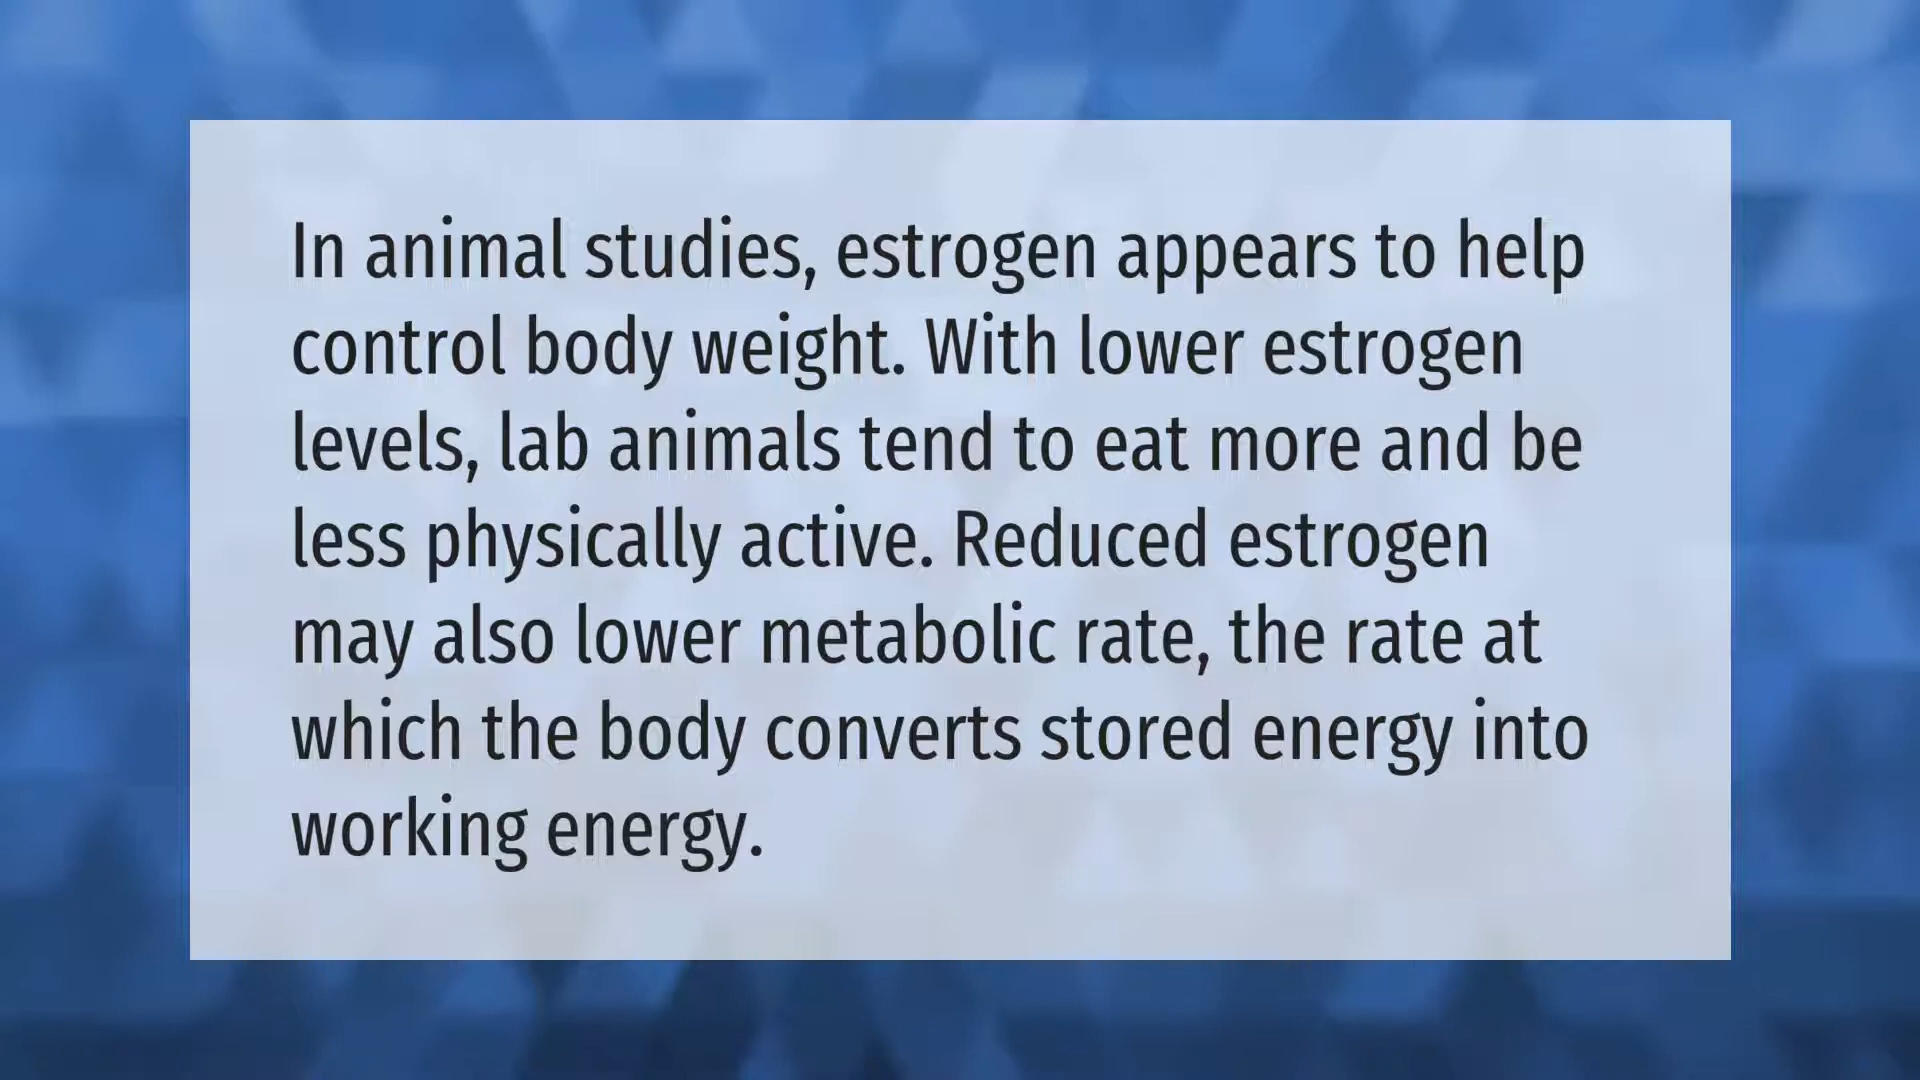 In animal studies, estrogen appears to help
control body weight. With lower estrogen
levels, lab animals tend to eat more and be
less physically active. Reduced estrogen
may also lower metabolic rate, the rate at
which the body converts stored energy into
working energy.